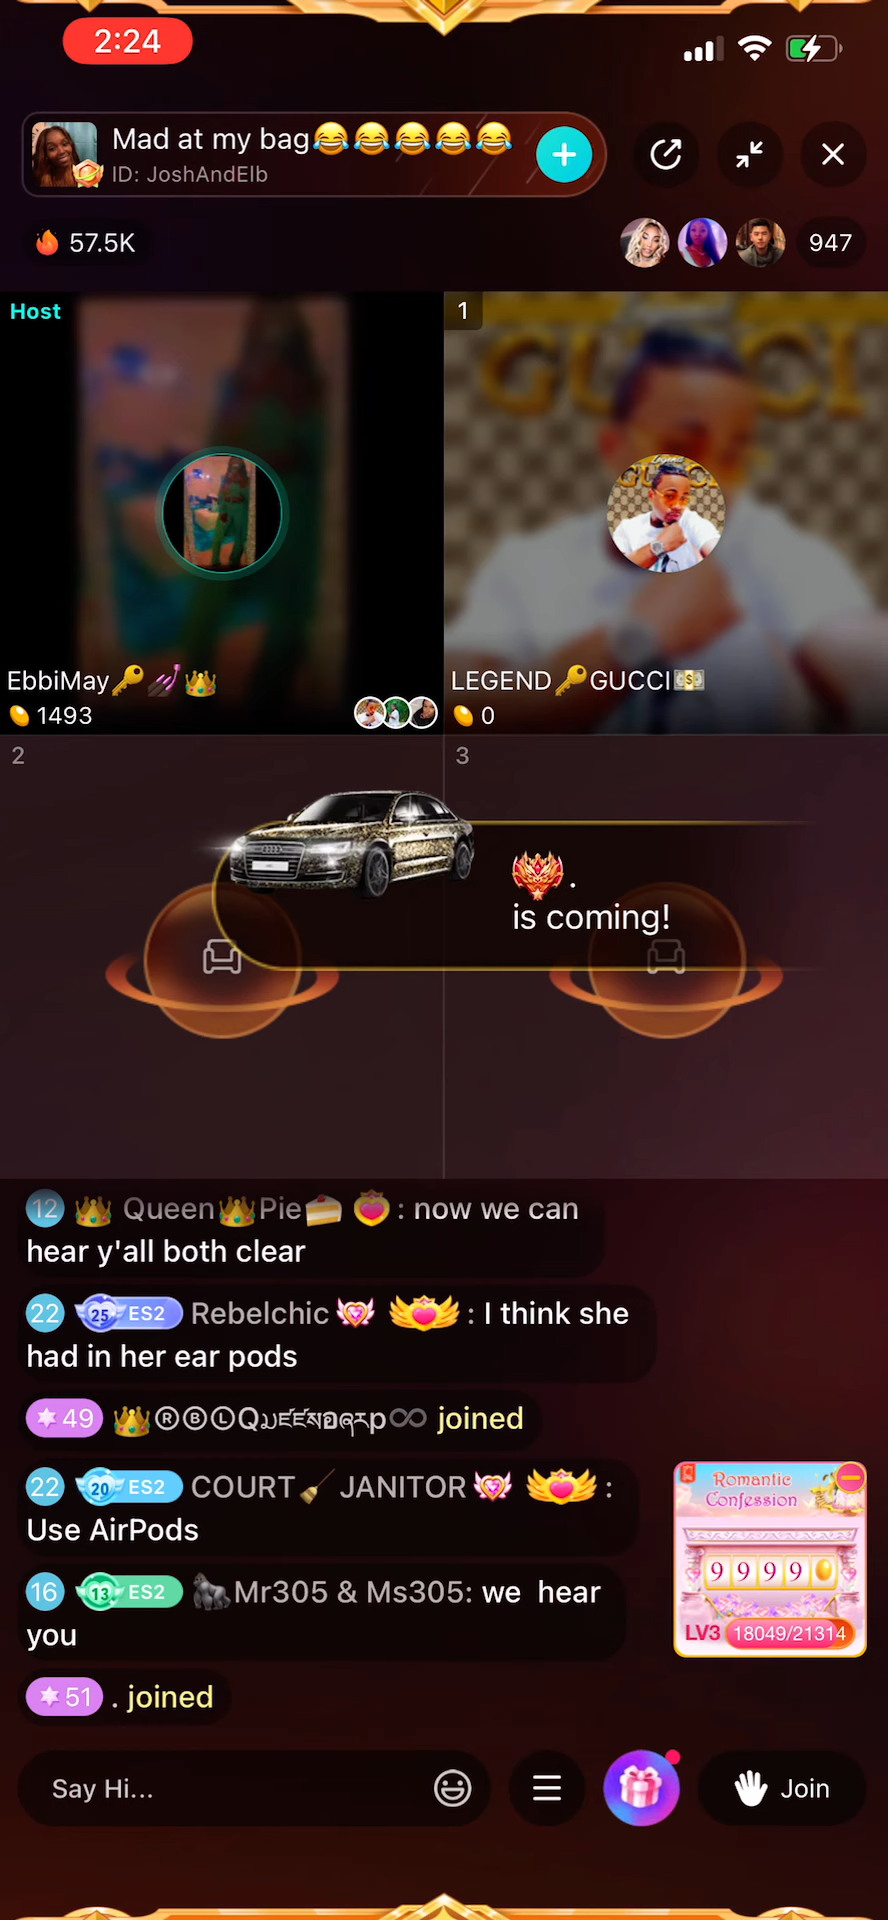 2:24
Mad at my bag😂😂😂😂😂
ID: JoshAndElb
57.5K
947
Host
1
GUCCI
EbbiMay🔑💅👑
1493
LEGEND🔑GUCCI💵
0
2
3
.
is coming!
12 👑 Queen👑Pie🍰 : now we can
hear y'all both clear
22 25 ES2 Rebelchic💖 : I think she
had in her ear pods
49 joined
22 20 ES2 COURT🧹 JANITOR💖 :
Use AirPods
16 13 ES2 🦍Mr305 & Ms305: we hear
you
51 . joined
Romantic
Confession
9 9 9 9
LV3 18049/21314
Say Hi...
Join